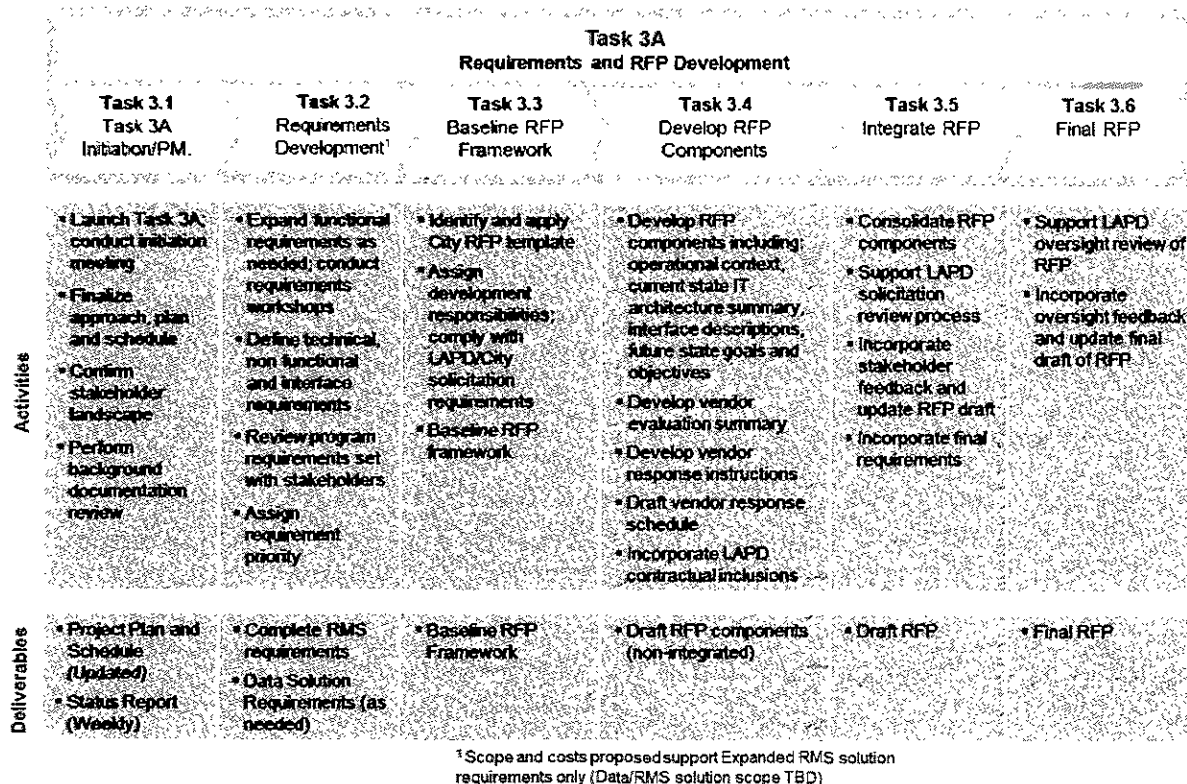 Task 3A
Requirements and RFP Development
Task 3.1
Task 3A
Initiation/PM.
Task 3.2
Requirements
Development¹
Task 3.3
Baseline RFP
Framework
Task 3.4
Develop RFP
Components
Task 3.5
Integrate RFP
Task 3.6
Final RFP
Activities
▪ Launch Task 3A;
conduct initiation
meeting
▪ Finalize
approach, plan
and schedule
▪ Confirm
stakeholder
landscape
▪ Perform
background
documentation
review
▪ Expand functional
requirements as
needed; conduct
requirements
workshops
▪ Define technical,
non functional
and interface
requirements
▪ Review program
requirements set
with stakeholders
▪ Assign
requirement
priority
▪ Identify and apply
City RFP template
▪ Assign
development
responsibilities;
comply with
LAPD/City
solicitation
requirements
▪ Baseline RFP
framework
▪ Develop RFP
components including:
operational context,
current state IT
architecture summary,
interface descriptions,
future state goals and
objectives
▪ Develop vendor
evaluation summary
▪ Develop vendor
response instructions
▪ Draft vendor response
schedule
▪ Incorporate LAPD
contractual inclusions
▪ Consolidate RFP
components
▪ Support LAPD
solicitation
review process
▪ Incorporate
stakeholder
feedback and
update RFP draft
▪ Incorporate final
requirements
▪ Support LAPD
oversight review of
RFP
▪ Incorporate
oversight feedback
and update final
draft of RFP
Deliverables
▪ Project Plan and
Schedule
(Updated)
▪ Status Report
(Weekly)
▪ Complete RMS
requirements
▪ Data Solution
Requirements (as
needed)
▪ Baseline RFP
Framework
▪ Draft RFP components
(non-integrated)
▪ Draft RFP
▪ Final RFP
¹ Scope and costs proposed support Expanded RMS solution
requirements only (Data/RMS solution scope TBD)